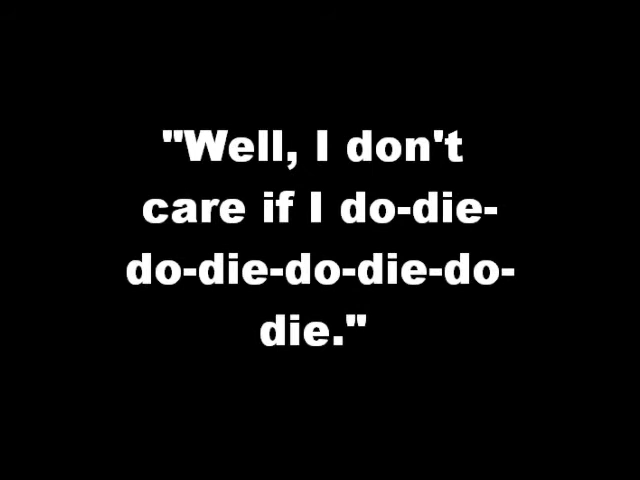 "Well, I don't
care if I do-die-
do-die-do-die-do-
die."